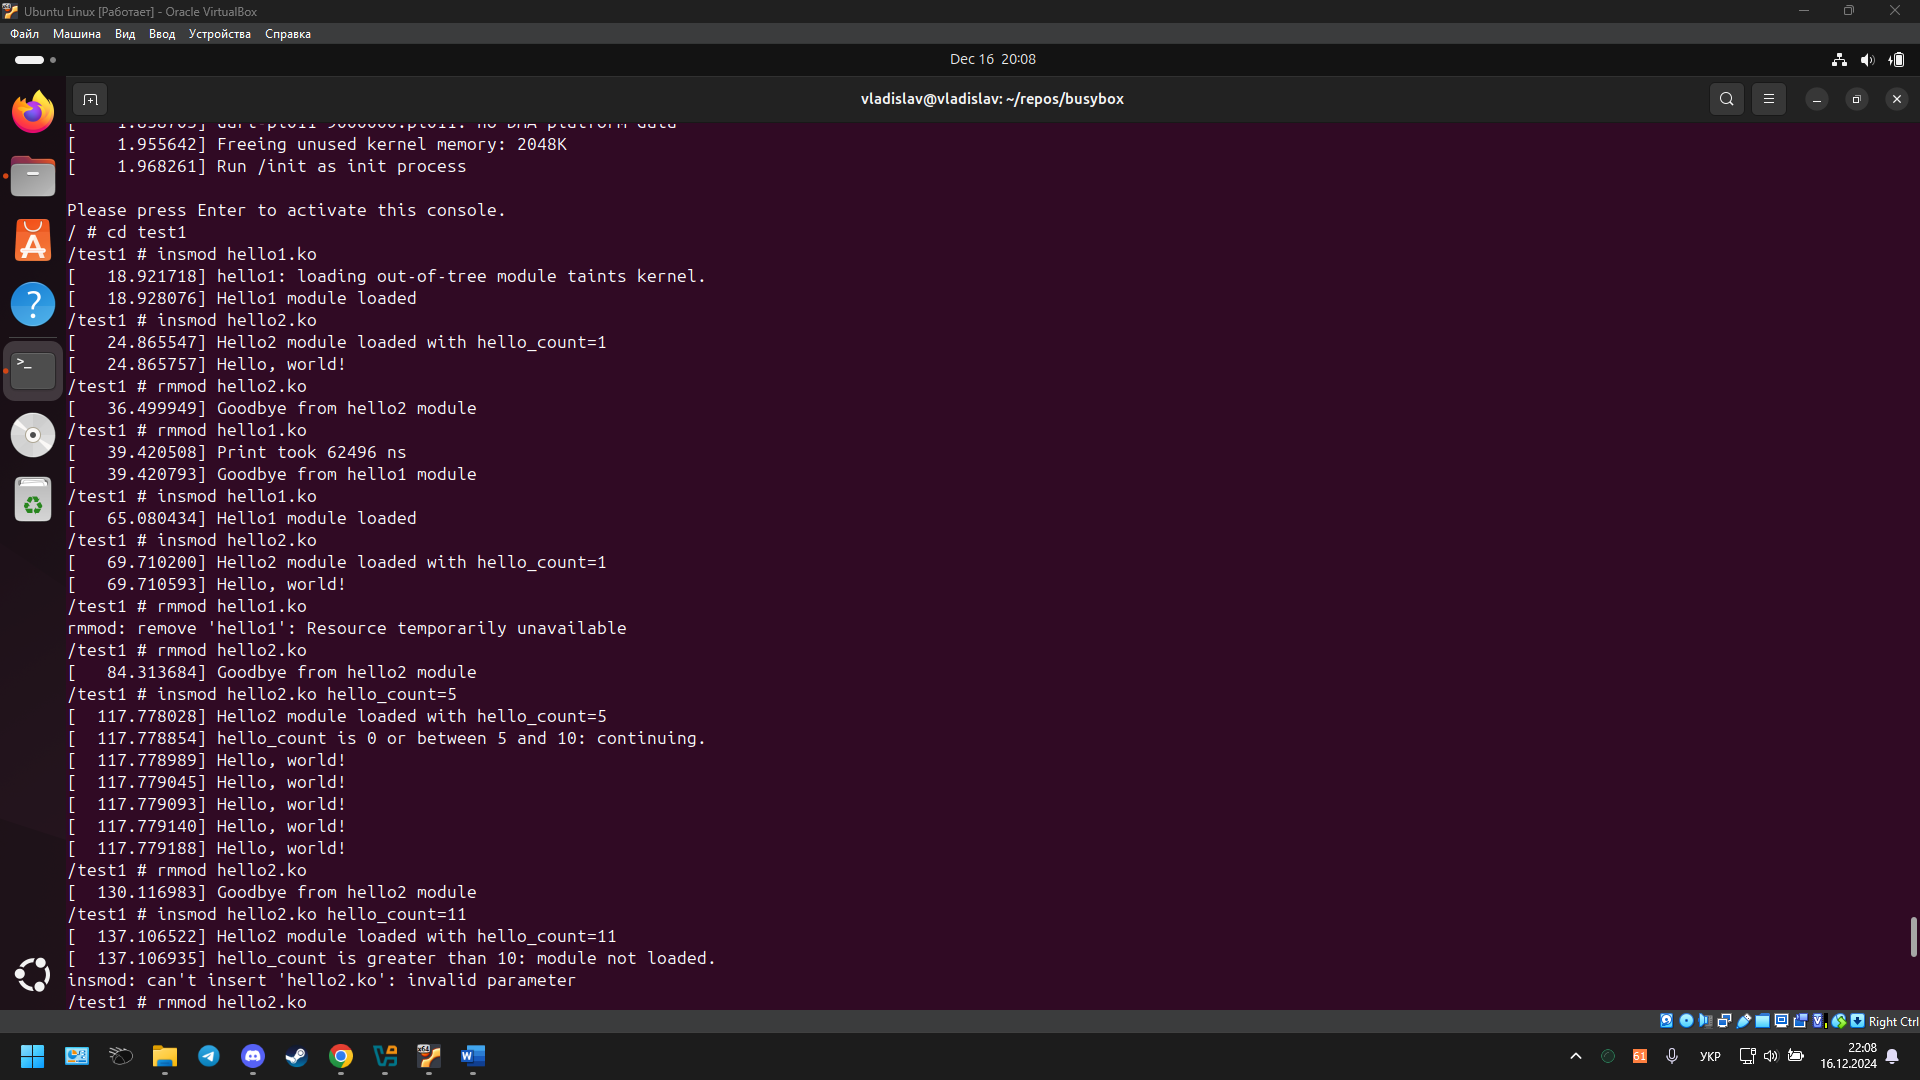 Ubuntu Linux [Работает] - Oracle VirtualBox
Файл Машина Вид Ввод Устройства Справка
Dec 16 20:08
vladislav@vladislav: ~/repos/busybox
[    1.955642] Freeing unused kernel memory: 2048K
[    1.968261] Run /init as init process
Please press Enter to activate this console.
/ # cd test1
/test1 # insmod hello1.ko
[   18.921718] hello1: loading out-of-tree module taints kernel.
[   18.928076] Hello1 module loaded
/test1 # insmod hello2.ko
[   24.865547] Hello2 module loaded with hello_count=1
[   24.865757] Hello, world!
/test1 # rmmod hello2.ko
[   36.499949] Goodbye from hello2 module
/test1 # rmmod hello1.ko
[   39.420508] Print took 62496 ns
[   39.420793] Goodbye from hello1 module
/test1 # insmod hello1.ko
[   65.080434] Hello1 module loaded
/test1 # insmod hello2.ko
[   69.710200] Hello2 module loaded with hello_count=1
[   69.710593] Hello, world!
/test1 # rmmod hello1.ko
rmmod: remove 'hello1': Resource temporarily unavailable
/test1 # rmmod hello2.ko
[   84.313684] Goodbye from hello2 module
/test1 # insmod hello2.ko hello_count=5
[  117.778028] Hello2 module loaded with hello_count=5
[  117.778854] hello_count is 0 or between 5 and 10: continuing.
[  117.778989] Hello, world!
[  117.779045] Hello, world!
[  117.779093] Hello, world!
[  117.779140] Hello, world!
[  117.779188] Hello, world!
/test1 # rmmod hello2.ko
[  130.116983] Goodbye from hello2 module
/test1 # insmod hello2.ko hello_count=11
[  137.106522] Hello2 module loaded with hello_count=11
[  137.106935] hello_count is greater than 10: module not loaded.
insmod: can't insert 'hello2.ko': invalid parameter
/test1 # rmmod hello2.ko
Right Ctrl
61
УКР
22:08
16.12.2024